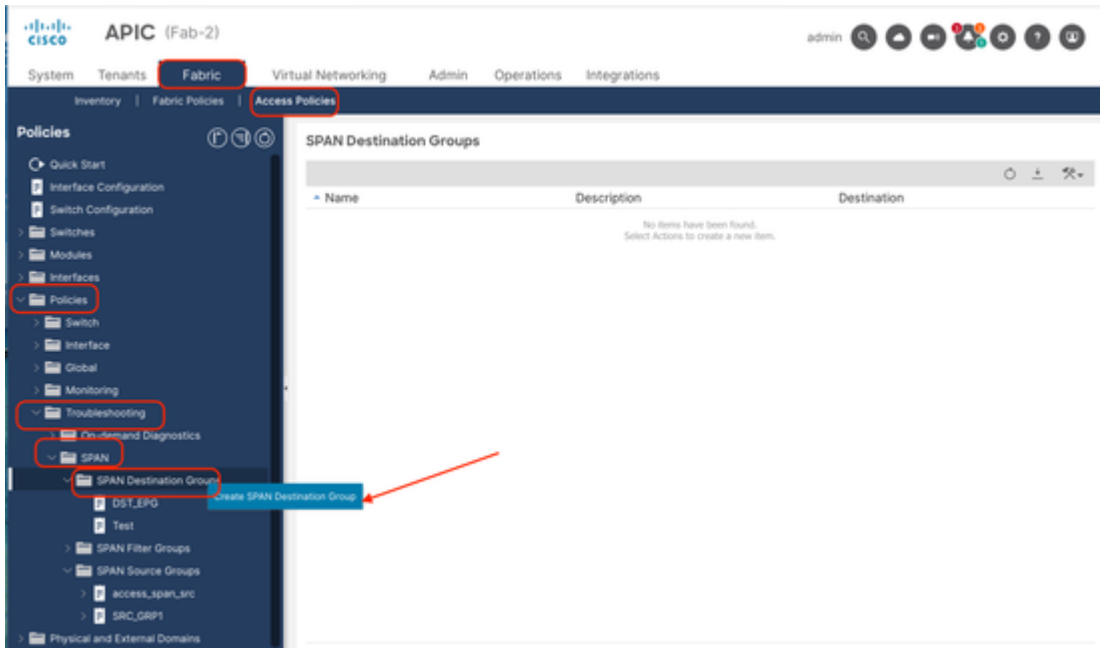 CISCO APIC (Fab-2) admin
System Tenants Fabric Virtual Networking Admin Operations Integrations
Inventory | Fabric Policies | Access Policies
Policies
Quick Start
Interface Configuration
Switch Configuration
Switches
Modules
Interfaces
Policies
Switch
Interface
Global
Monitoring
Troubleshooting
On-demand Diagnostics
SPAN
SPAN Destination Groups
Create SPAN Destination Group
DST_EPG
Test
SPAN Filter Groups
SPAN Source Groups
access_span_src
SRC_GRP1
Physical and External Domains
SPAN Destination Groups
Name Description Destination
No items have been found.
Select Actions to create a new item.